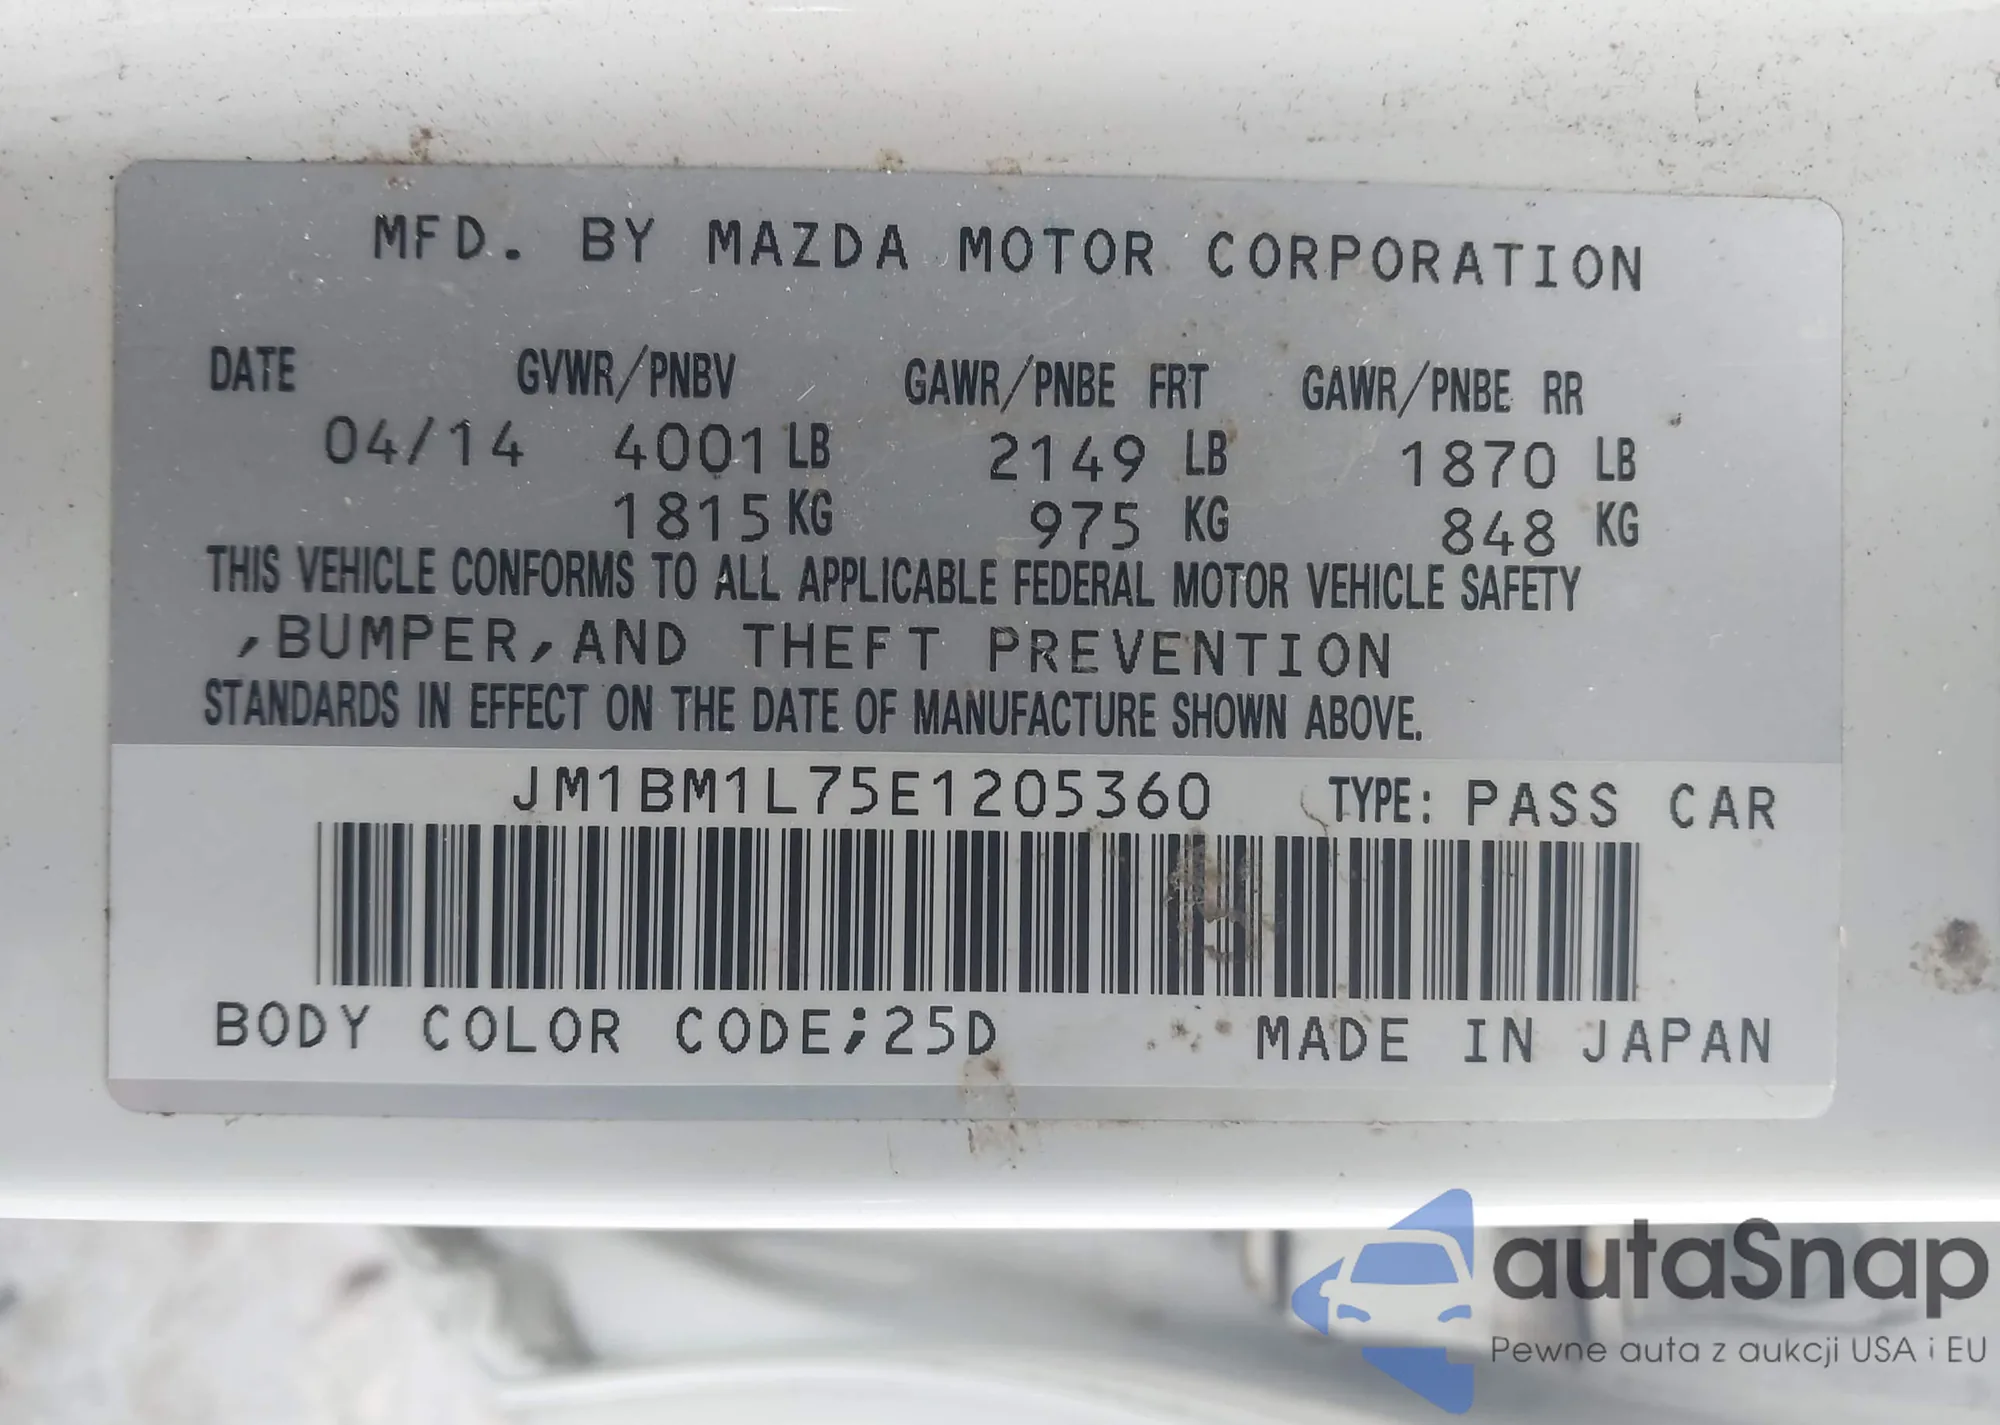 MFD. BY MAZDA MOTOR CORPORATION
DATE GVWR/PNBV GAWR/PNBE FRT GAWR/PNBE RR
04/14 4001 LB 2149 LB 1870 LB
1815 KG 975 KG 848 KG
THIS VEHICLE CONFORMS TO ALL APPLICABLE FEDERAL MOTOR VEHICLE SAFETY
,BUMPER,AND THEFT PREVENTION
STANDARDS IN EFFECT ON THE DATE OF MANUFACTURE SHOWN ABOVE.
JM1BM1L75E1205360 TYPE: PASS CAR
BODY COLOR CODE;25D MADE IN JAPAN
autaSnap
Pewne auta z aukcji USA i EU